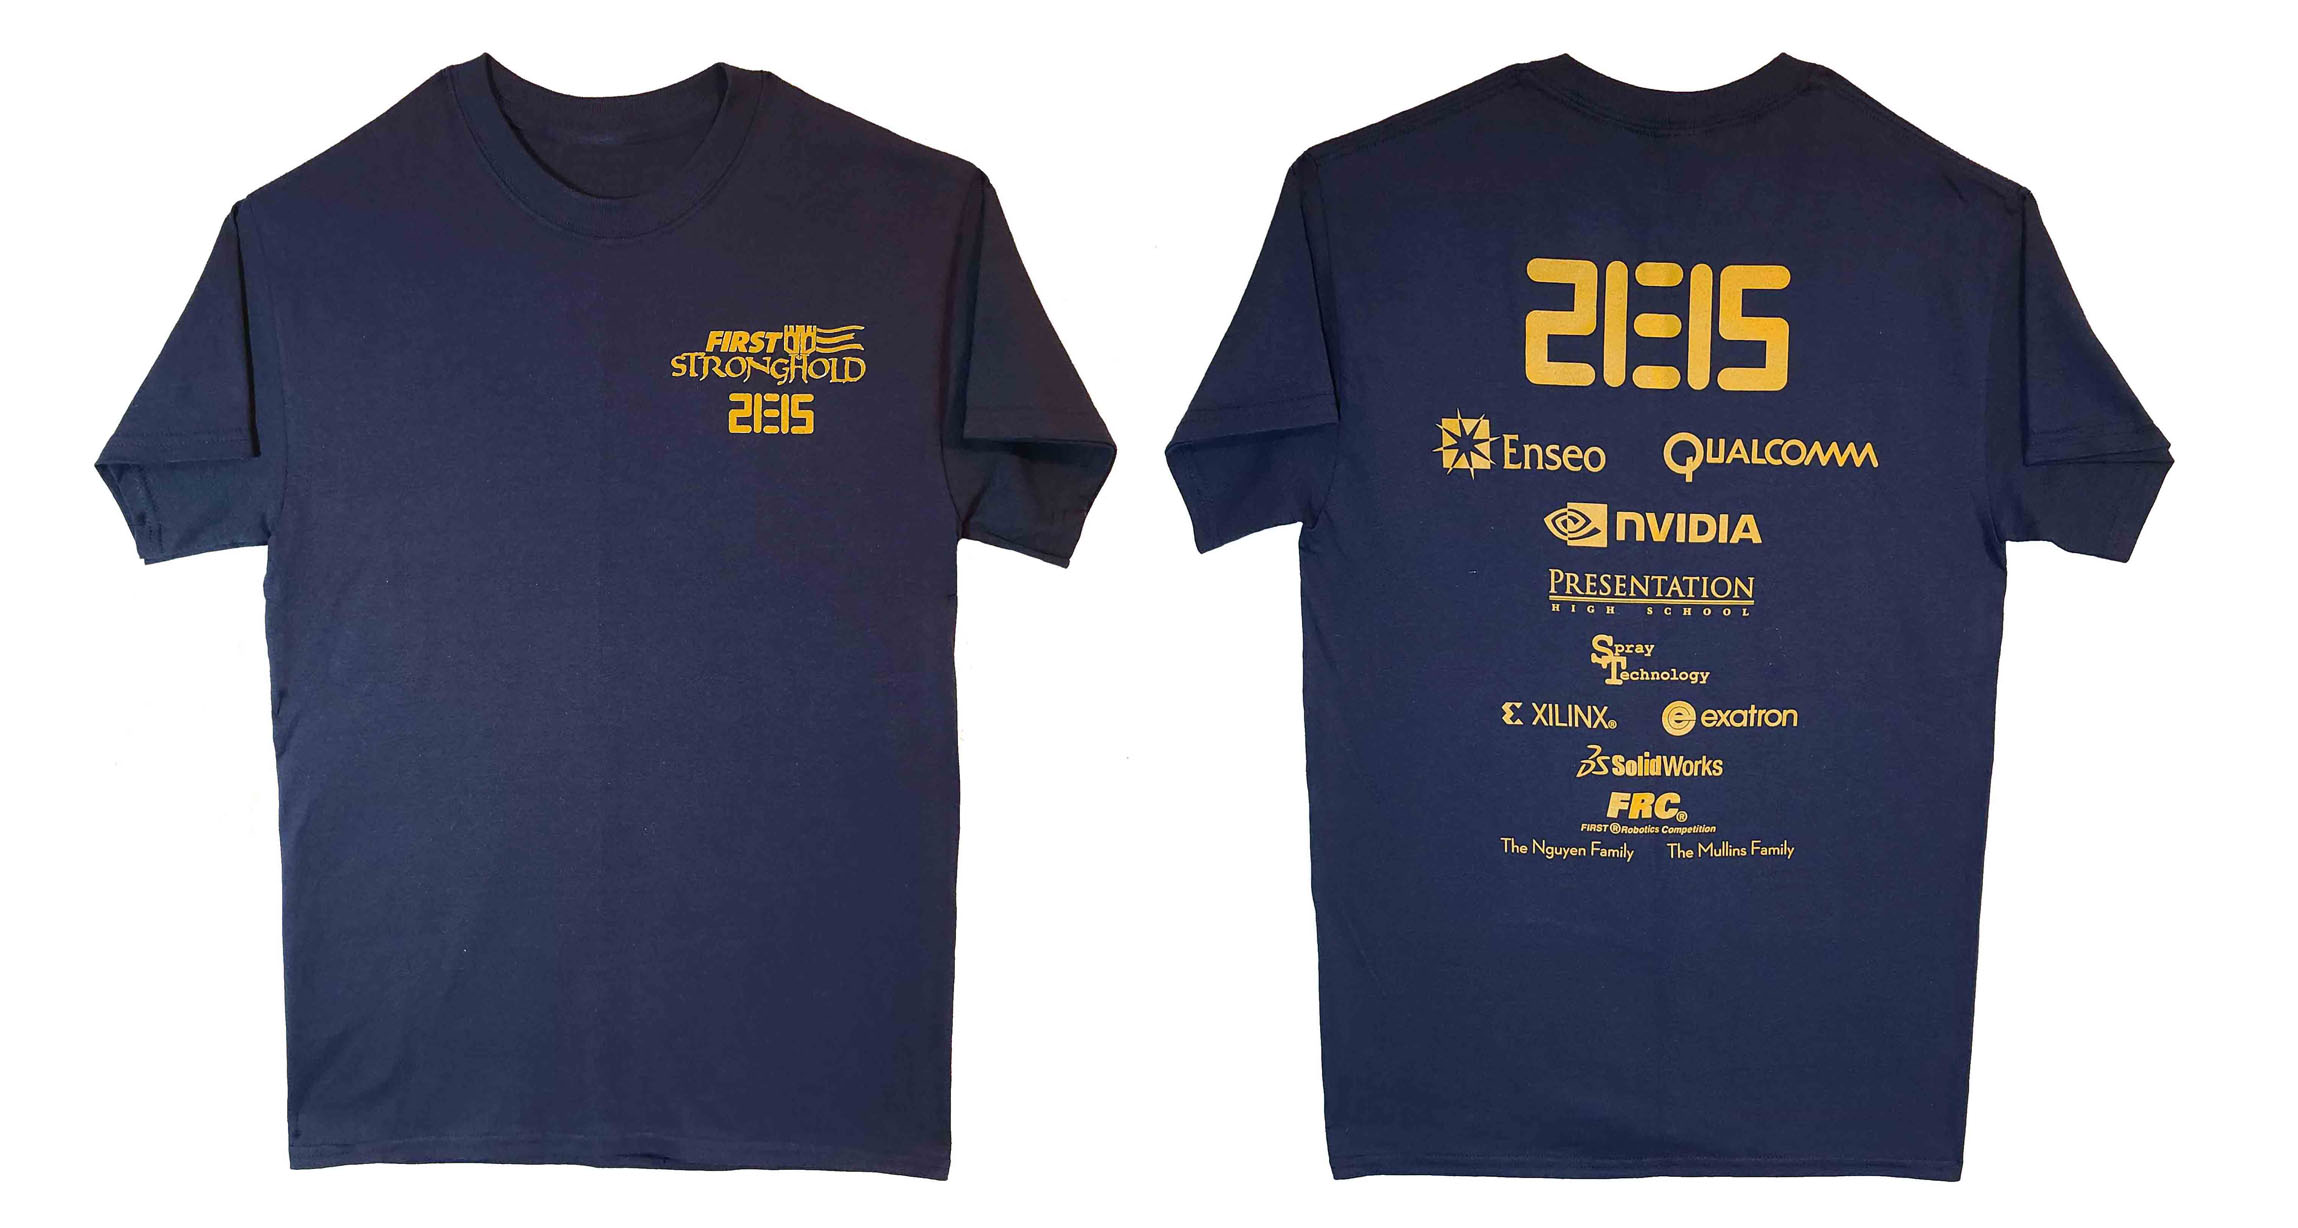 FIRST
STRONGHOLD
2135
2135
Enseo QUALCOMM
NVIDIA
PRESENTATION
HIGH SCHOOL
Spray
Technology
XILINX® exatron
SolidWorks
FRC®
FIRST® Robotics Competition
The Nguyen Family The Mullins Family